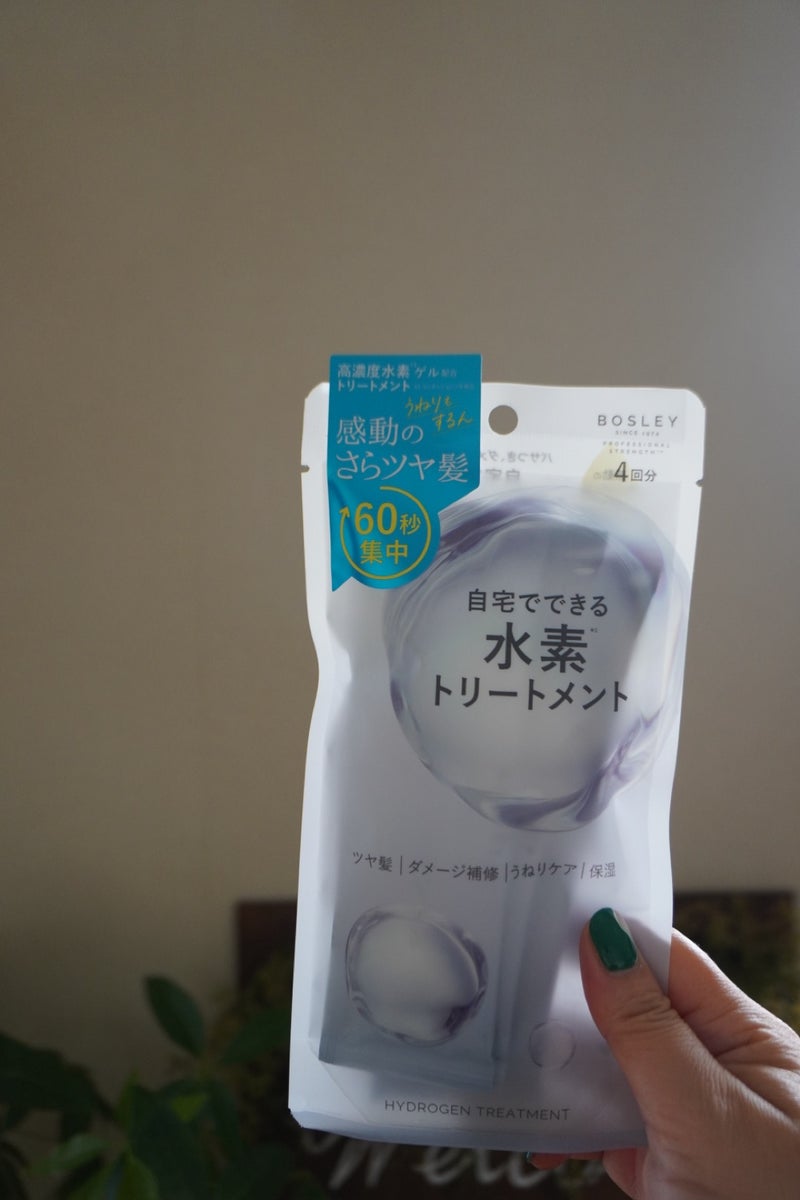 高濃度水素ゲル配合
トリートメント
うねりも
するん
感動の
さらツヤ髪
60秒
集中
BOSLEY
SINCE 1974
PROFESSIONAL
STRENGTH™
4回分
自宅でできる
水素
トリートメント
ツヤ髪|ダメージ補修|うねりケア|保湿
HYDROGEN TREATMENT
Welco